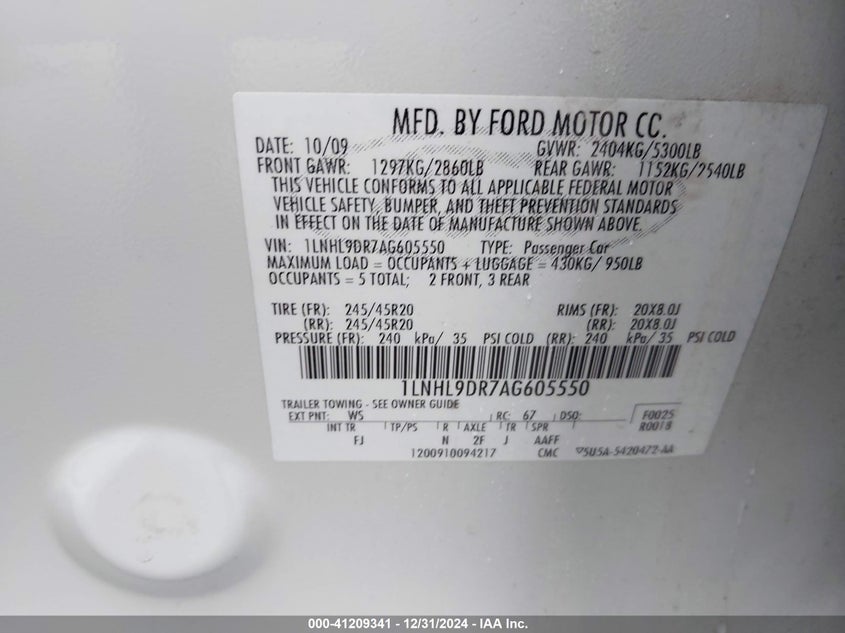 MFD. BY FORD MOTOR CC.
DATE: 10/09 GVWR: 2404KG/5300LB
FRONT GAWR: 1297KG/2860LB REAR GAWR: 1152KG/2540LB
THIS VEHICLE CONFORMS TO ALL APPLICABLE FEDERAL MOTOR
VEHICLE SAFETY, BUMPER, AND THEFT PREVENTION STANDARDS
IN EFFECT ON THE DATE OF MANUFACTURE SHOWN ABOVE.
VIN: 1LNHL9DR7AG605550 TYPE: Passenger Car
MAXIMUM LOAD = OCCUPANTS + LUGGAGE = 430KG/ 950LB
OCCUPANTS = 5 TOTAL; 2 FRONT, 3 REAR
TIRE (FR): 245/45R20 RIMS (FR): 20X8.0J
(RR): 245/45R20 (RR): 20X8.0J
PRESSURE (FR): 240 kPa/ 35 PSI COLD (RR): 240 kPa/ 35 PSI COLD
1LNHL9DR7AG605550
TRAILER TOWING - SEE OWNER GUIDE
EXT PNT: W5 RC: 67 DSO: F0025
INT TR TP/PS R AXLE TR SPR R0018
FJ N 2F J AAFF
1200910094217 CMC 5U5A-5420472-AA
000-41209341 - 12/31/2024 - IAA Inc.